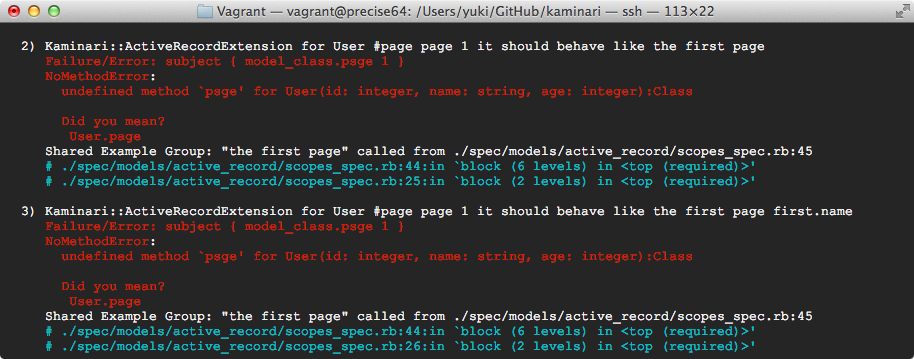 Vagrant — vagrant@precise64: /Users/yuki/GitHub/kaminari — ssh — 113×22
2) Kaminari::ActiveRecordExtension for User #page page 1 it should behave like the first page
Failure/Error: subject { model_class.psge 1 }
NoMethodError:
undefined method `psge' for User(id: integer, name: string, age: integer):Class
Did you mean?
User.page
Shared Example Group: "the first page" called from ./spec/models/active_record/scopes_spec.rb:45
# ./spec/models/active_record/scopes_spec.rb:44:in `block (6 levels) in <top (required)>'
# ./spec/models/active_record/scopes_spec.rb:25:in `block (2 levels) in <top (required)>'
3) Kaminari::ActiveRecordExtension for User #page page 1 it should behave like the first page first.name
Failure/Error: subject { model_class.psge 1 }
NoMethodError:
undefined method `psge' for User(id: integer, name: string, age: integer):Class
Did you mean?
User.page
Shared Example Group: "the first page" called from ./spec/models/active_record/scopes_spec.rb:45
# ./spec/models/active_record/scopes_spec.rb:44:in `block (6 levels) in <top (required)>'
# ./spec/models/active_record/scopes_spec.rb:26:in `block (2 levels) in <top (required)>'